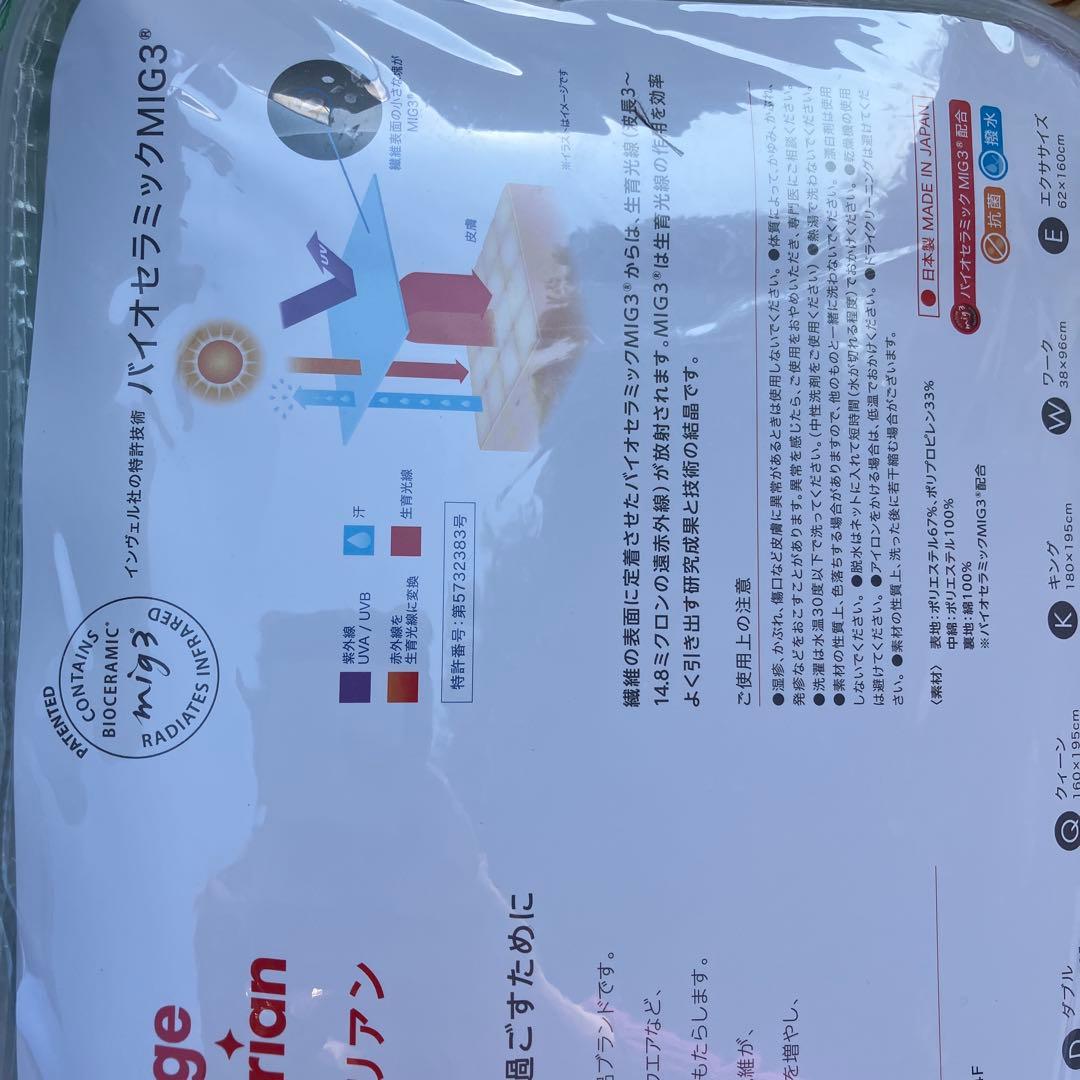 PATENTED
CONTAINS
BIOCERAMIC
mig3
RADIATES INFRARED
インヴェル社の特許技術 バイオセラミックMIG3®
繊維表面の小さな塊が
MIG3®
UV
皮膚
※イラストはイメージです
紫外線
UVA / UVB
汗
赤外線を
生育光線に変換
生育光線
特許番号:第5732383号
繊維の表面に定着させたバイオセラミックMIG3®からは、生育光線(波長3～
14.8ミクロンの遠赤外線)が放射されます。MIG3®は生育光線の作用を効率
よく引き出す研究成果と技術の結晶です。
ご使用上の注意
●湿疹、かぶれ、傷口など皮膚に異常があるときは使用しないでください。●体質によって、かゆみ、かぶれ、
発疹などをおこすことがあります。異常を感じたら、ご使用をおやめいただき、専門医にご相談ください。
●洗濯は水温30度以下で洗ってください。(中性洗剤をご使用ください)●熱湯で洗わないでください。
●素材の性質上、色落ちする場合がありますので、他のものと一緒に洗わないでください。●漂白剤は使用
しないでください。●脱水はネットに入れて短時間(水が切れる程度)でおかけください。●乾燥機の使用
は避けてください。●アイロンをかける場合は、低温でおかけください。●ドライクリーニングは避けてくだ
さい。●素材の性質上、洗った後に若干縮む場合がございます。
〈素材〉 表地:ポリエステル67%、ポリプロピレン33%
中綿:ポリエステル100%
裏地:綿100%
※バイオセラミックMIG3®配合
●日本製 MADE IN JAPAN
mig3 バイオセラミック MIG3®配合
抗菌 撥水
ge
rian
リアン
過ごすために
品ブランドです。
ウエアなど、
もたらします。
維が、
を増やし、
F
D ダブル
Q クィーン
160×195cm
K キング
180×195cm
W ワーク
38×96cm
E エクササイズ
62×160cm